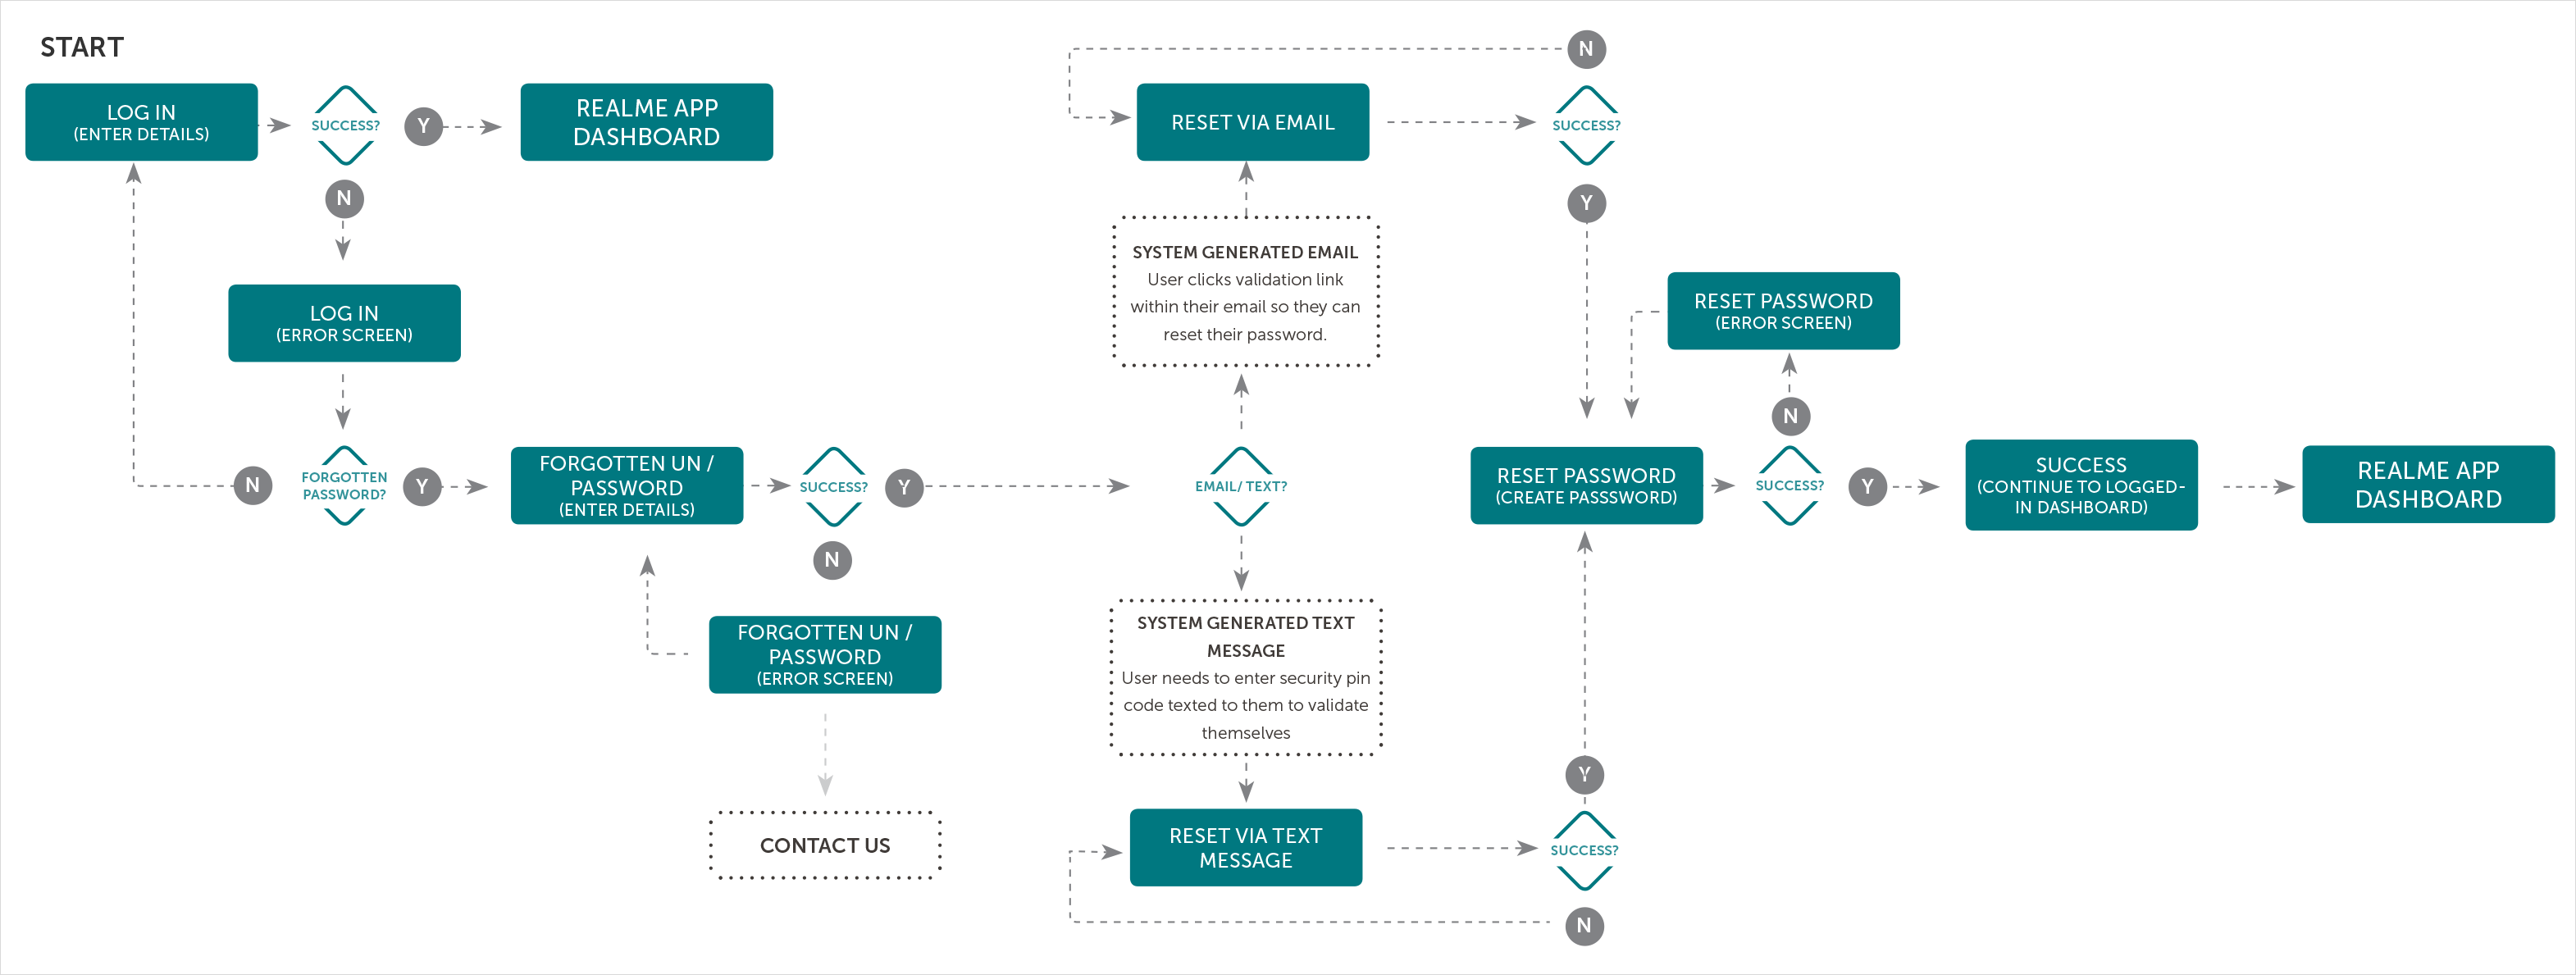 START
LOG IN
(ENTER DETAILS)
SUCCESS?
Y
REALME APP
DASHBOARD
N
LOG IN
(ERROR SCREEN)
FORGOTTEN
PASSWORD?
N
Y
FORGOTTEN UN /
PASSWORD
(ENTER DETAILS)
SUCCESS?
Y
N
FORGOTTEN UN /
PASSWORD
(ERROR SCREEN)
CONTACT US
EMAIL/ TEXT?
SYSTEM GENERATED EMAIL
User clicks validation link
within their email so they can
reset their password.
RESET VIA EMAIL
SUCCESS?
N
Y
SYSTEM GENERATED TEXT
MESSAGE
User needs to enter security pin
code texted to them to validate
themselves
RESET VIA TEXT
MESSAGE
SUCCESS?
Y
N
RESET PASSWORD
(CREATE PASSSWORD)
SUCCESS?
N
RESET PASSWORD
(ERROR SCREEN)
Y
SUCCESS
(CONTINUE TO LOGGED-
IN DASHBOARD)
REALME APP
DASHBOARD